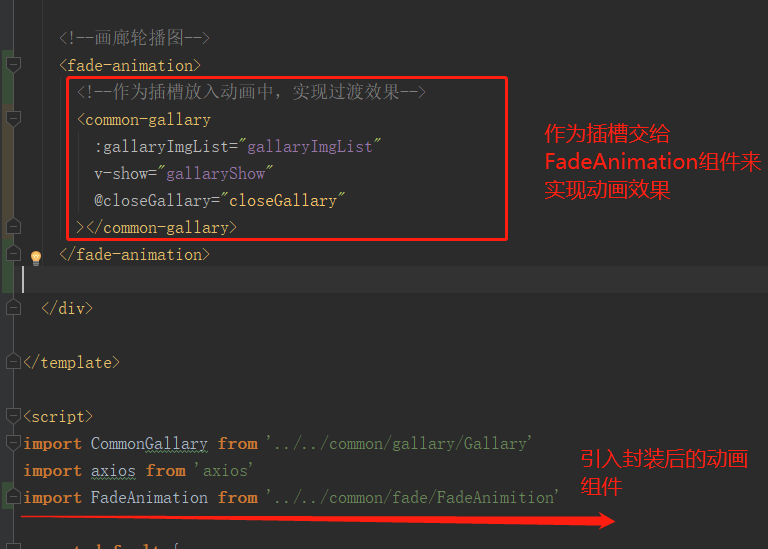 <!--画廊轮播图-->
<fade-animation>
<!--作为插槽放入动画中，实现过渡效果-->
<common-gallary
:gallaryImgList="gallaryImgList"
v-show="gallaryShow"
@closeGallary="closeGallary"
></common-gallary>
</fade-animation>
作为插槽交给
FadeAnimation组件来
实现动画效果
</div>
</template>
<script>
import CommonGallary from '../../common/gallary/Gallary'
import axios from 'axios'
import FadeAnimation from '../../common/fade/FadeAnimition'
引入封装后的动画
组件